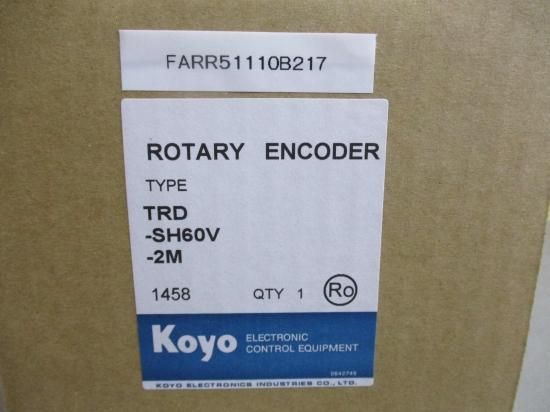 FARR51110B217
ROTARY ENCODER
TYPE
TRD
-SH60V
-2M
1458 QTY 1 Ro
Koyo ELECTRONIC
CONTROL EQUIPMENT
KOYO ELECTRONICS INDUSTRIES CO., LTD.